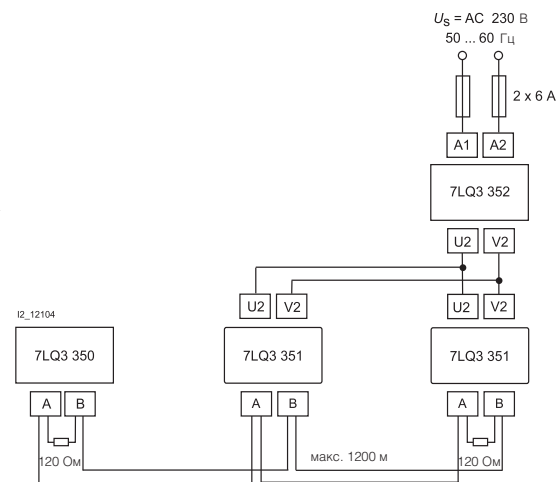 US = AC 230 В
50 ... 60 Гц
2 x 6 A
A1 A2
7LQ3 352
U2 V2
U2 V2 U2 V2
I2_12104
7LQ3 350 7LQ3 351 7LQ3 351
A B A B A B
120 Ом макс. 1200 м 120 Ом